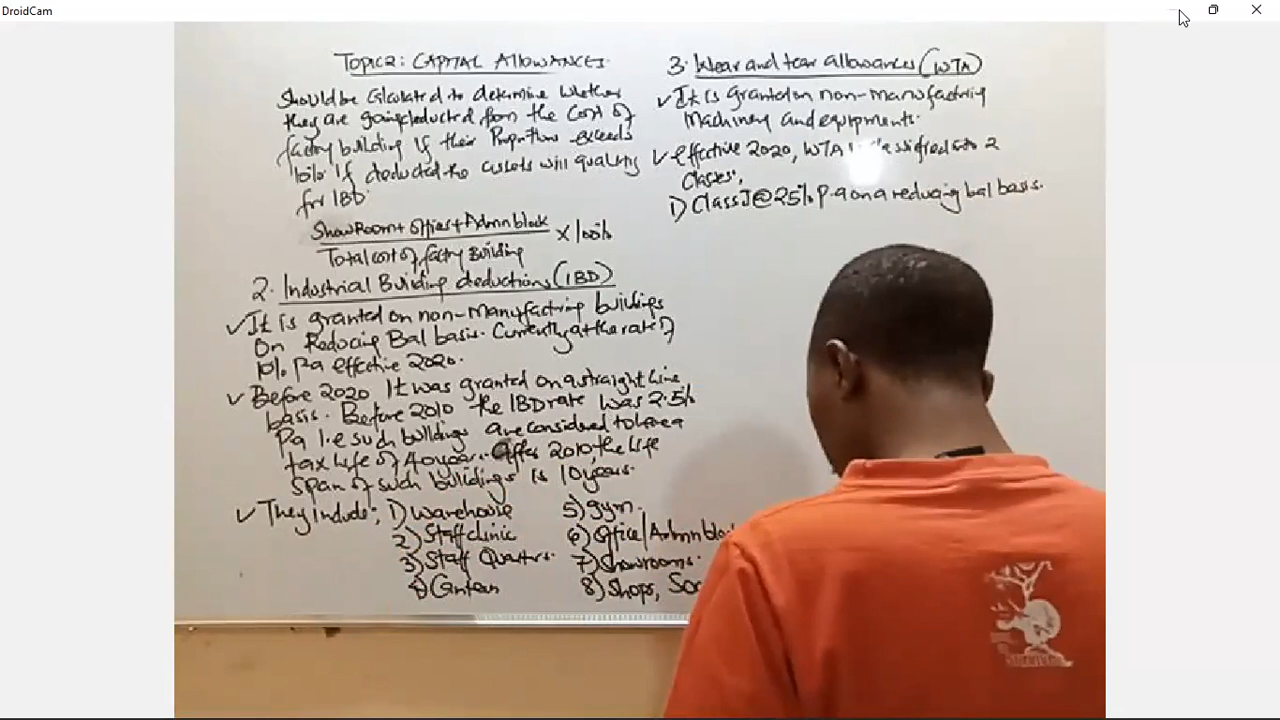 DroidCam
TOPIC 2: CAPITAL ALLOWANCES
Should be Calculated to determine whether
they are going deducted from the Cost of
factory building if their Proportions exceeds
10% If deducted the assets will qualify
for IBD
ShowRoom + offices + Admn block
x 100%
Total cost of factory Building
2. Industrial Building deductions (IBD)
✓ It is granted on non-manufacturing buildings
On Reducing Bal basis. Currently at the rate of
10% Pa effective 2020.
✓ Before 2020 It was granted on a straight line
basis. Before 2010 the IBD rate was 2.5%
Pa i.e such buildings are considered to have a
tax life of 40 years. After 2010, the life
span of such buildings is 10 years.
✓ They include; 1) warehouse
2) Staff clinic
3) Staff Quarters.
4) Canteen
5) gym.
6) Office/Admn
7) Showrooms.
8) Shops,
3. Wear and tear allowances (WTA)
✓ It is granted on non-manufacturing
Machinery and equipments.
✓ effective 2020, WTA is classified into 2
Classes;
1) Class I @ 25% P.a on a reducing bal basis.